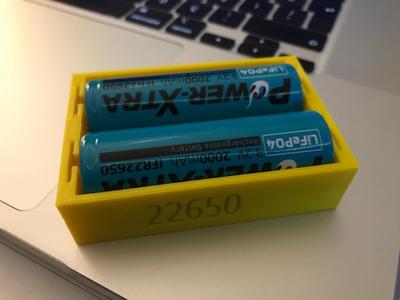 LiFePO4
3.2V 2000mAh IFR22650
POWER-XTRA
LiFePO4
Rechargeable Battery
3.2V 2000mAh IFR22650
POWER-XTRA
22650